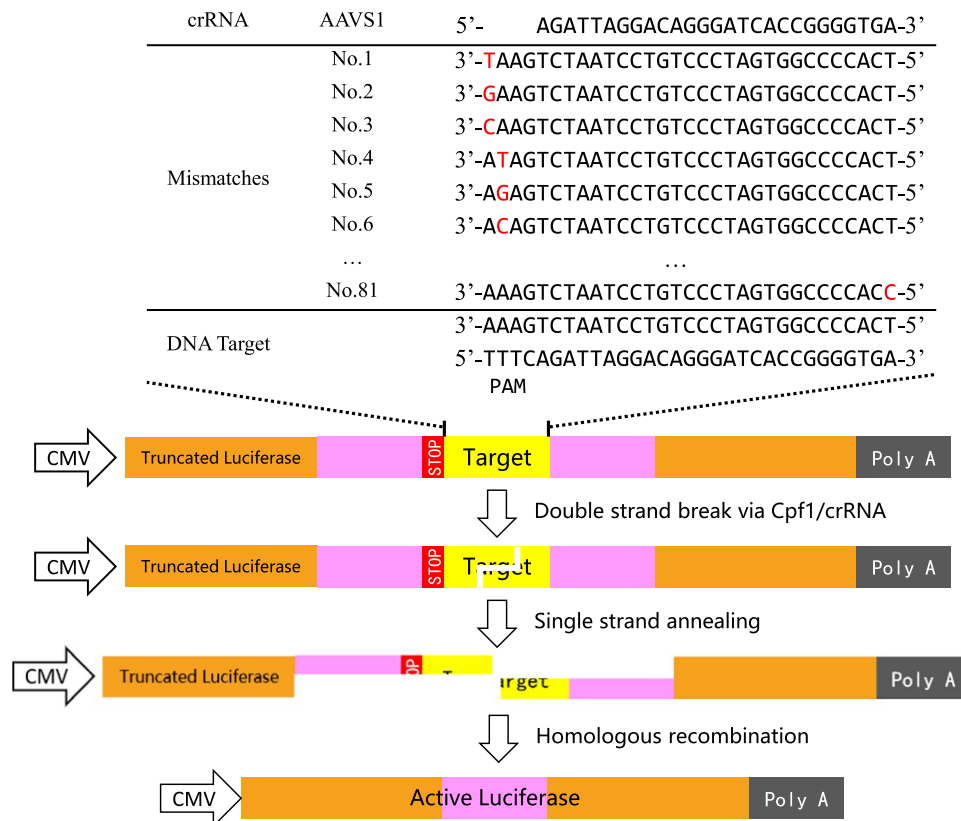 crRNA AAVS1 5'- AGATTAGGACAGGGATCACCGGGGTGA-3'
No.1 3'-TAAGTCTAATCCTGTCCCTAGTGGCCCCACT-5'
No.2 3'-GAAGTCTAATCCTGTCCCTAGTGGCCCCACT-5'
No.3 3'-CAAGTCTAATCCTGTCCCTAGTGGCCCCACT-5'
No.4 3'-ATAGTCTAATCCTGTCCCTAGTGGCCCCACT-5'
Mismatches No.5 3'-AGAGTCTAATCCTGTCCCTAGTGGCCCCACT-5'
No.6 3'-ACAGTCTAATCCTGTCCCTAGTGGCCCCACT-5'
... ...
No.81 3'-AAAGTCTAATCCTGTCCCTAGTGGCCCCACC-5'
3'-AAAGTCTAATCCTGTCCCTAGTGGCCCCACT-5'
DNA Target
5'-TTTCAGATTAGGACAGGGATCACCGGGGTGA-3'
PAM
CMV Truncated Luciferase STOP Target Poly A
Double strand break via Cpf1/crRNA
CMV Truncated Luciferase STOP Target Poly A
Single strand annealing
CMV Truncated Luciferase OP T arget Poly A
Homologous recombination
CMV Active Luciferase Poly A